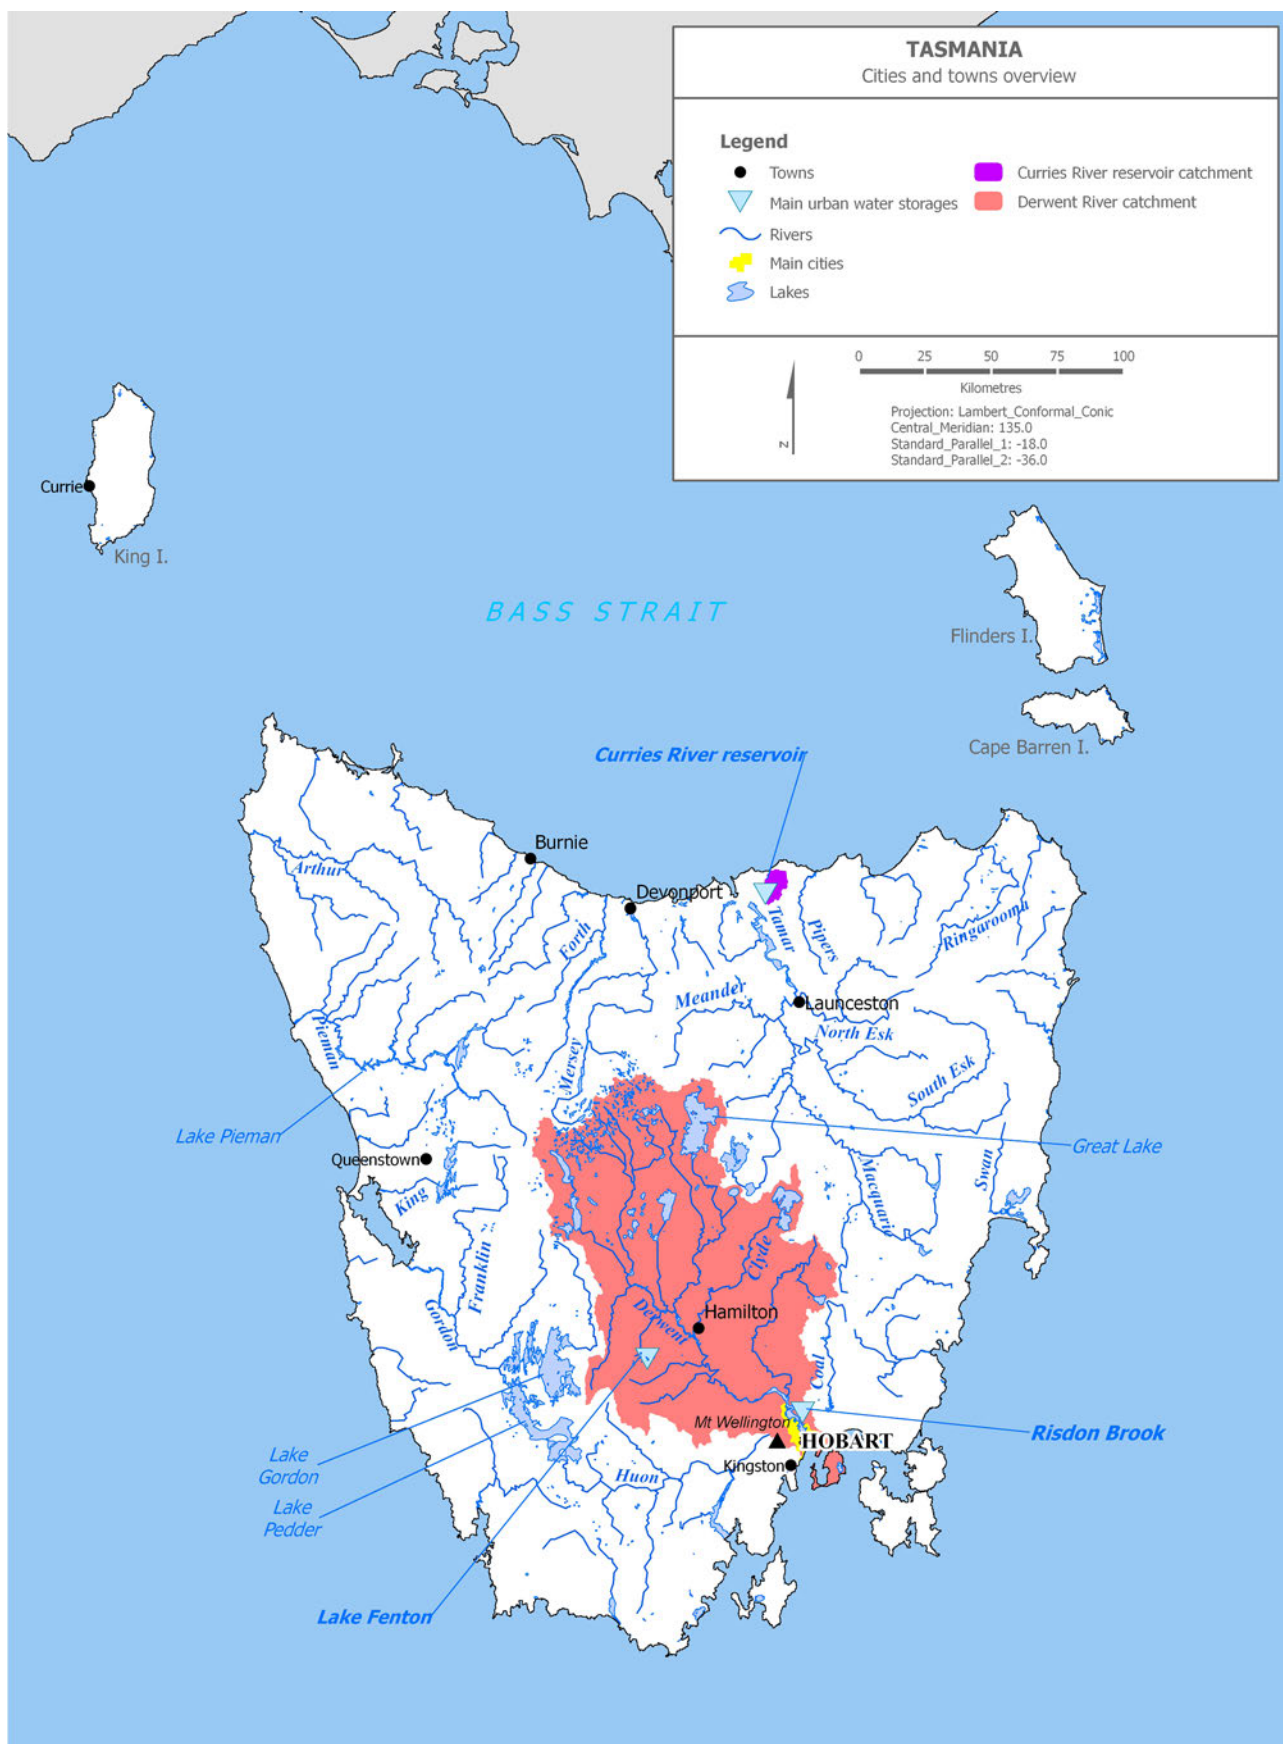 TASMANIA
Cities and towns overview
Legend
Towns
Main urban water storages
Rivers
Main cities
Lakes
Curries River reservoir catchment
Derwent River catchment
0 25 50 75 100
Kilometres
Projection: Lambert_Conformal_Conic
Central_Meridian: 135.0
Standard_Parallel_1: -18.0
Standard_Parallel_2: -36.0
N
Currie
King I.
BASS STRAIT
Flinders I.
Cape Barren I.
Curries River reservoir
Burnie
Arthur
Devonport
Forth
Tamar
Pipers
Ringarooma
Meander
Launceston
Pieman
North Esk
Mersey
South Esk
Lake Pieman
Great Lake
Queenstown
King
Macquarie
Swan
Franklin
Clyde
Gordon
Derwent
Hamilton
Coal
Mt Wellington
HOBART
Risdon Brook
Kingston
Lake
Gordon
Huon
Lake
Pedder
Lake Fenton